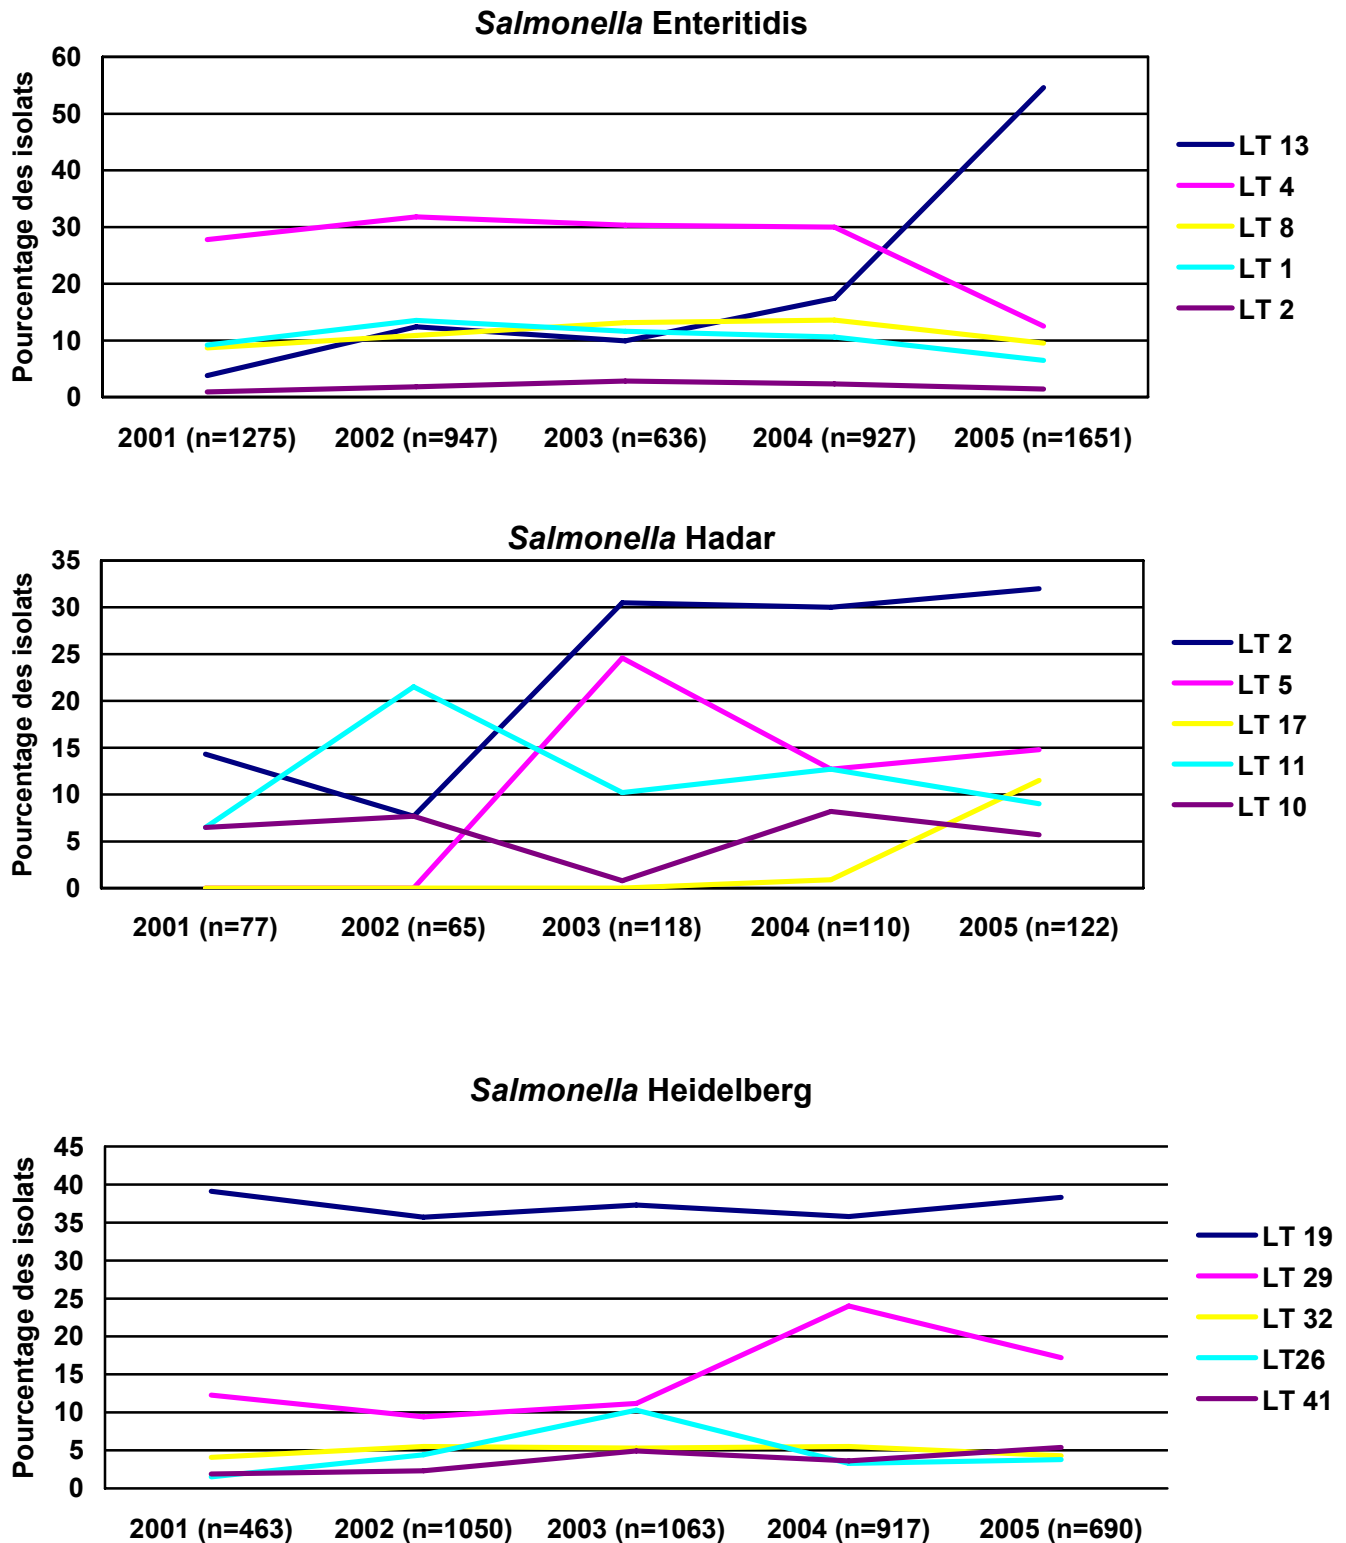 Salmonella Enteritidis
Pourcentage des isolats
60
50
40
30
20
10
0
2001 (n=1275) 2002 (n=947) 2003 (n=636) 2004 (n=927) 2005 (n=1651)
LT 13
LT 4
LT 8
LT 1
LT 2
Salmonella Hadar
Pourcentage des isolats
35
30
25
20
15
10
5
0
2001 (n=77) 2002 (n=65) 2003 (n=118) 2004 (n=110) 2005 (n=122)
LT 2
LT 5
LT 17
LT 11
LT 10
Salmonella Heidelberg
Pourcentage des isolats
45
40
35
30
25
20
15
10
5
0
2001 (n=463) 2002 (n=1050) 2003 (n=1063) 2004 (n=917) 2005 (n=690)
LT 19
LT 29
LT 32
LT26
LT 41